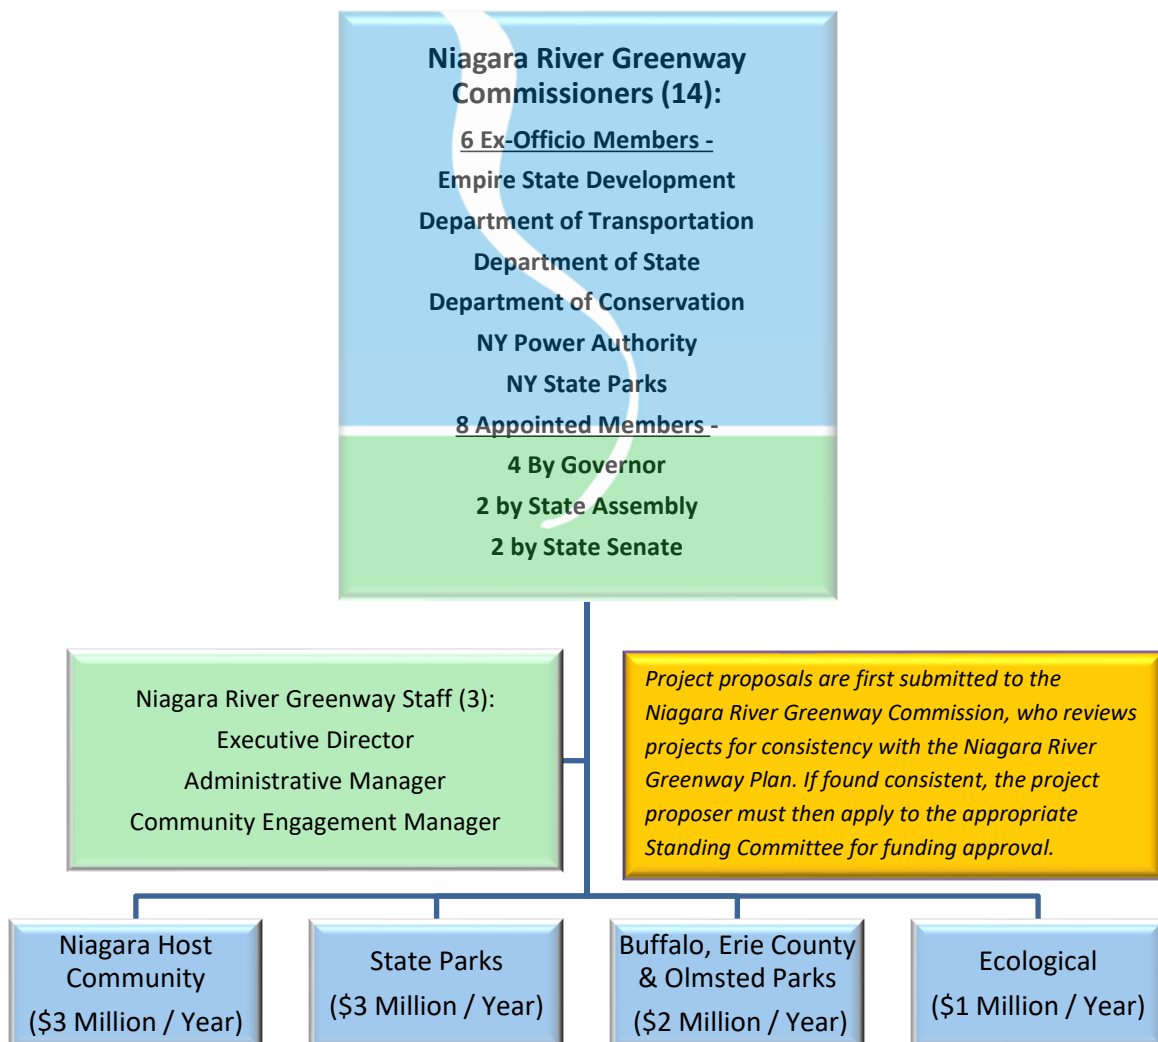 Niagara River Greenway
Commissioners (14):
6 Ex-Officio Members -
Empire State Development
Department of Transportation
Department of State
Department of Conservation
NY Power Authority
NY State Parks
8 Appointed Members -
4 By Governor
2 by State Assembly
2 by State Senate
Niagara River Greenway Staff (3):
Executive Director
Administrative Manager
Community Engagement Manager
Project proposals are first submitted to the
Niagara River Greenway Commission, who reviews
projects for consistency with the Niagara River
Greenway Plan. If found consistent, the project
proposer must then apply to the appropriate
Standing Committee for funding approval.
Niagara Host
Community
($3 Million / Year)
State Parks
($3 Million / Year)
Buffalo, Erie County
& Olmsted Parks
($2 Million / Year)
Ecological
($1 Million / Year)